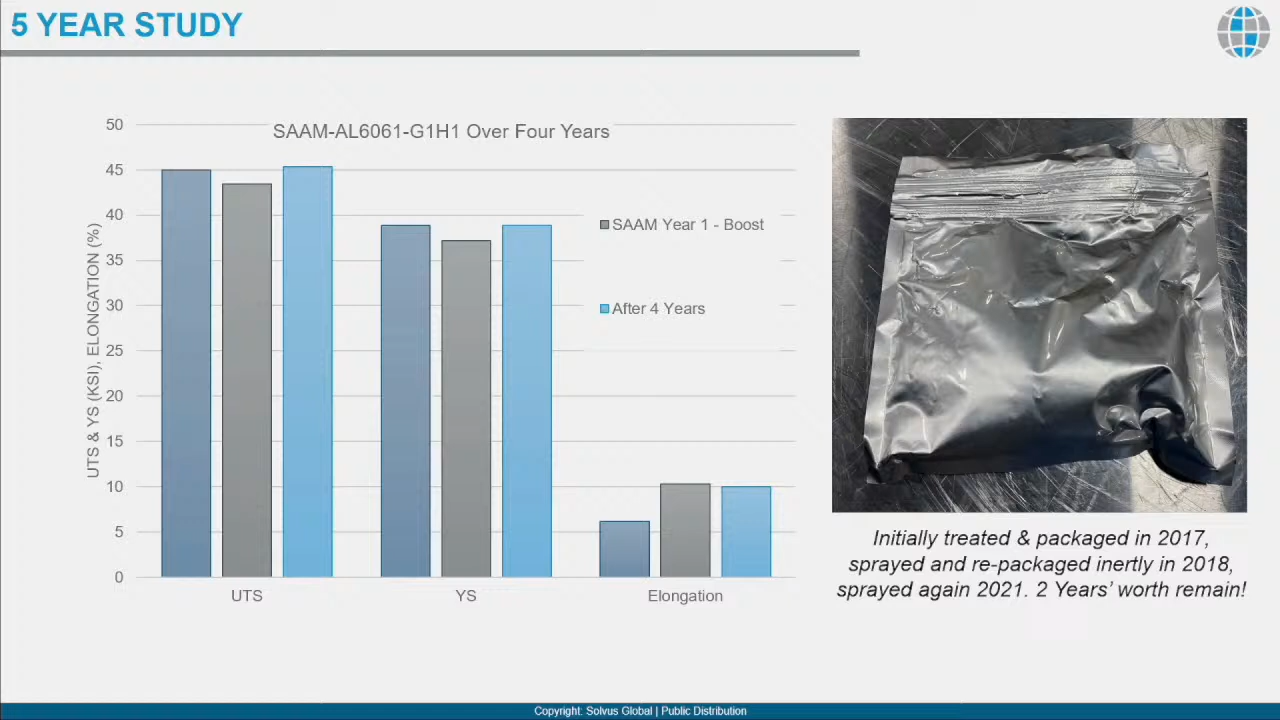 5 YEAR STUDY
SAAM-AL6061-G1H1 Over Four Years
UTS & YS (KSI), ELONGATION (%)
50
45
40
35
30
25
20
15
10
5
0
SAAM Year 1 - Boost
After 4 Years
UTS
YS
Elongation
Initially treated & packaged in 2017,
sprayed and re-packaged inertly in 2018,
sprayed again 2021. 2 Years' worth remain!
Copyright: Solvus Global | Public Distribution